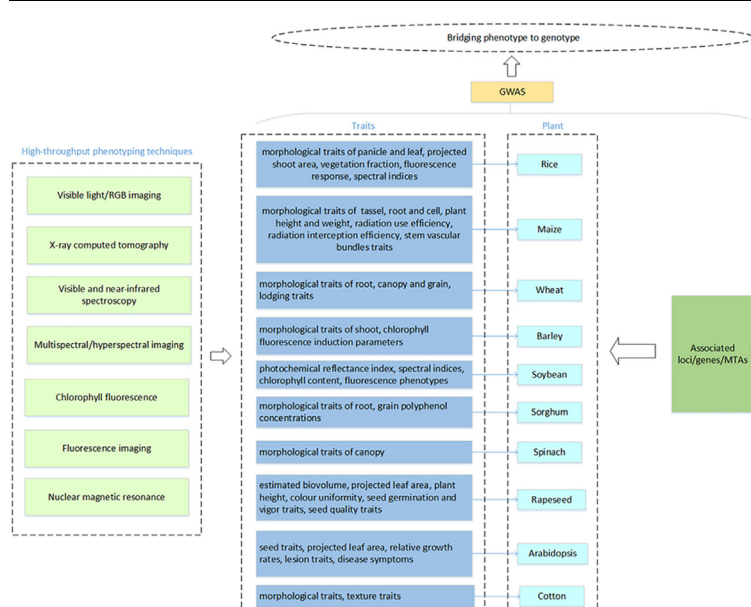 Bridging phenotype to genotype
GWAS
Traits
Plant
High-throughput phenotyping techniques
Visible light/RGB imaging
X-ray computed tomography
Visible and near-infrared
spectroscopy
Multispectral/hyperspectral imaging
Chlorophyll fluorescence
Fluorescence imaging
Nuclear magnetic resonance
morphological traits of panicle and leaf, projected
shoot area, vegetation fraction, fluorescence
response, spectral indices
Rice
morphological traits of tassel, root and cell, plant
height and weight, radiation use efficiency,
radiation interception efficiency, stem vascular
bundles traits
Maize
morphological traits of root, canopy and grain,
lodging traits
Wheat
morphological traits of shoot, chlorophyll
fluorescence induction parameters
Barley
photochemical reflectance index, spectral indices,
chlorophyll content, fluorescence phenotypes
Soybean
morphological traits of root, grain polyphenol
concentrations
Sorghum
morphological traits of canopy
Spinach
estimated biovolume, projected leaf area, plant
height, colour uniformity, seed germination and
vigor traits, seed quality traits
Rapeseed
seed traits, projected leaf area, relative growth
rates, lesion traits, disease symptoms
Arabidopsis
morphological traits, texture traits
Cotton
Associated
loci/genes/MTAs